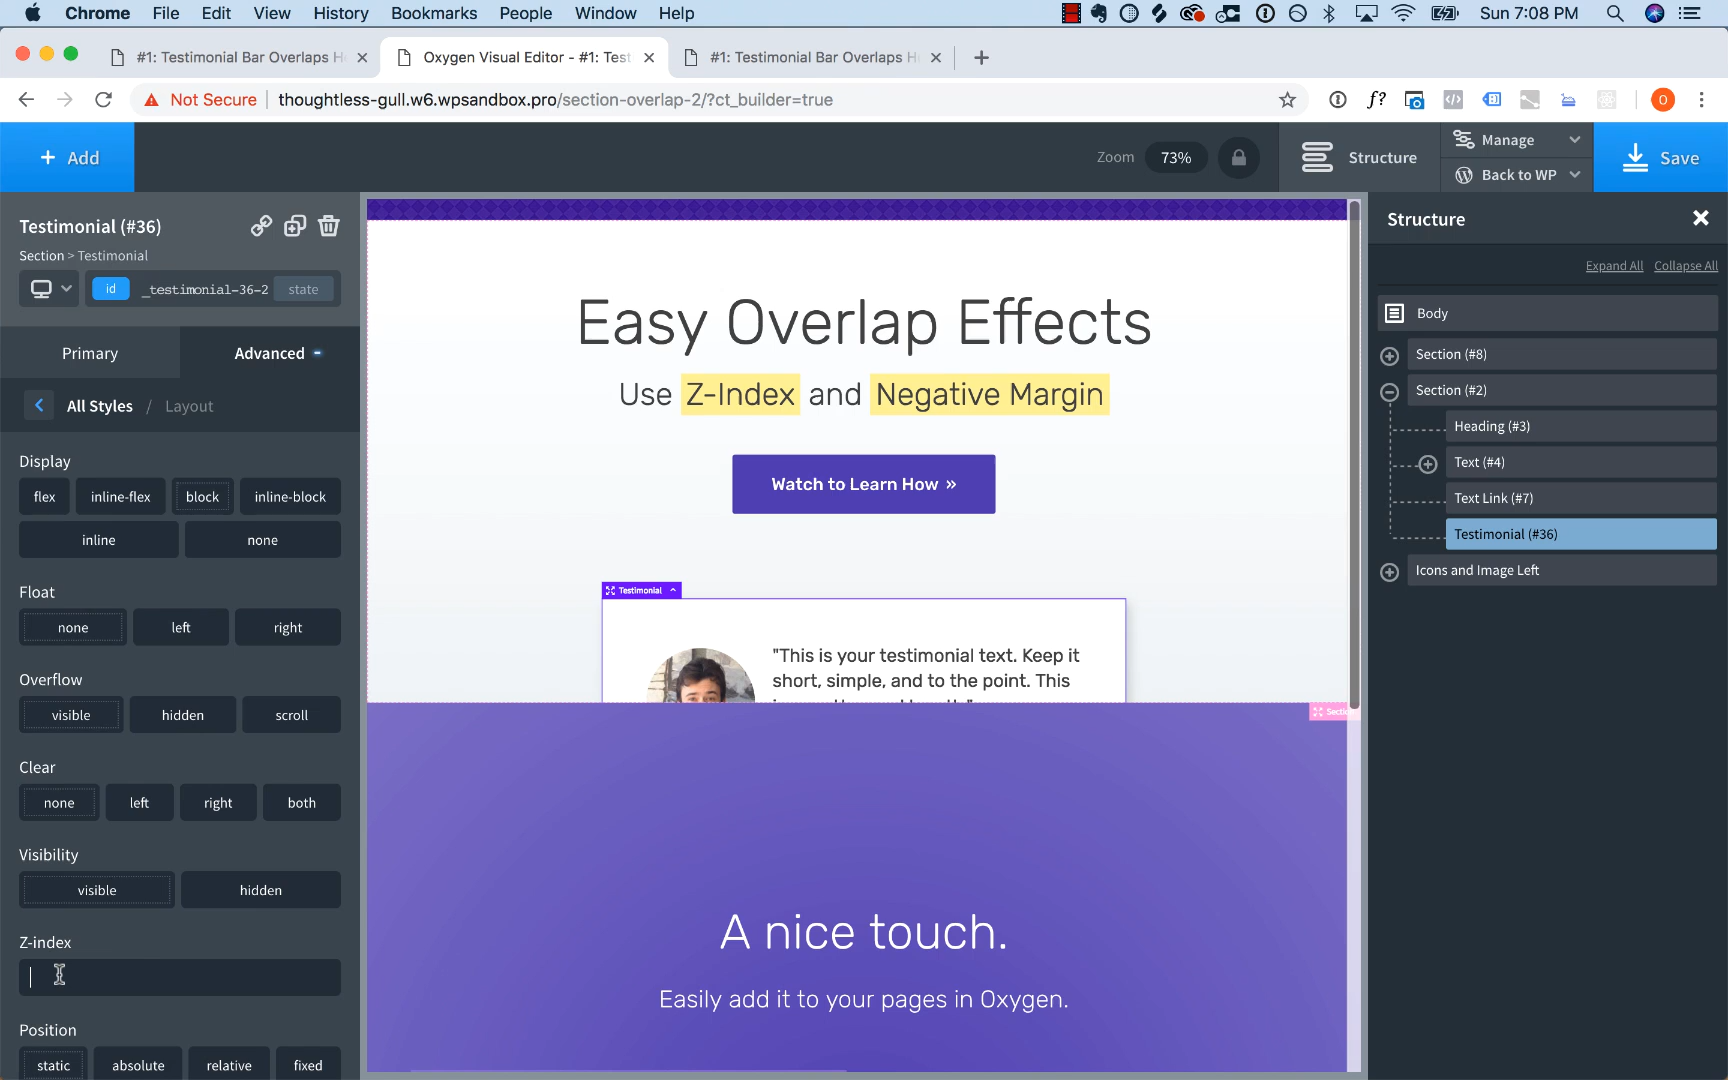 Chrome File Edit View History Bookmarks People Window Help
Sun 7:08 PM
#1: Testimonial Bar Overlaps H
Oxygen Visual Editor - #1: Test
#1: Testimonial Bar Overlaps H
Not Secure
thoughtless-gull.w6.wpsandbox.pro/section-overlap-2/?ct_builder=true
f?
O
+ Add
Zoom
73%
Structure
Manage
Back to WP
Save
Testimonial (#36)
Section > Testimonial
id
_testimonial-36-2
state
Primary
Advanced
All Styles / Layout
Display
flex
inline-flex
block
inline-block
inline
none
Float
none
left
right
Overflow
visible
hidden
scroll
Clear
none
left
right
both
Visibility
visible
hidden
Z-index
Position
static
absolute
relative
fixed
Easy Overlap Effects
Use Z-Index and Negative Margin
Watch to Learn How »
Testimonial
"This is your testimonial text. Keep it
short, simple, and to the point. This
A nice touch.
Easily add it to your pages in Oxygen.
Structure
Expand All
Collapse All
Body
Section (#8)
Section (#2)
Heading (#3)
Text (#4)
Text Link (#7)
Testimonial (#36)
Icons and Image Left